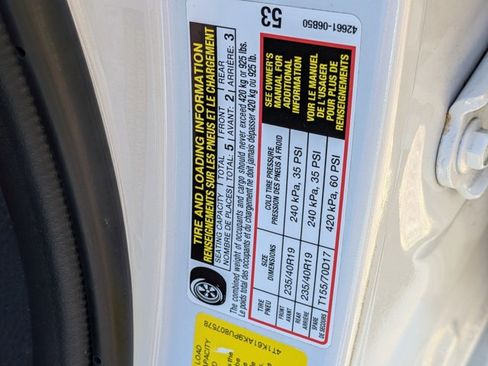 TIRE AND LOADING INFORMATION
RENSEIGNEMENTS SUR LES PNEUS ET LE CHARGEMENT
SEATING CAPACITY TOTAL: 5 FRONT: 2 REAR: 3
NOMBRE DE PLACES TOTAL: 5 AVANT: 2 ARRIÈRE: 3
The combined weight of occupants and cargo should never exceed 420 kg or 925 lbs.
Le poids total des occupants et du chargement ne doit jamais dépasser 420 kg ou 925 lb.
TIRE SIZE COLD TIRE PRESSURE
PNEU DIMENSIONS PRESSION DES PNEUS À FROID
FRONT AVANT 235/40R19 240 kPa, 35 PSI
REAR ARRIÈRE 235/40R19 240 kPa, 35 PSI
SPARE DE SECOURS T155/70D17 420 kPa, 60 PSI
SEE OWNER'S
MANUAL FOR
ADDITIONAL
INFORMATION
VOIR LE MANUEL
DE L'USAGER
POUR PLUS DE
RENSEIGNEMENTS
53 42661-06B50
4T1K61AK9PU807578
LOAD
CAPACITY